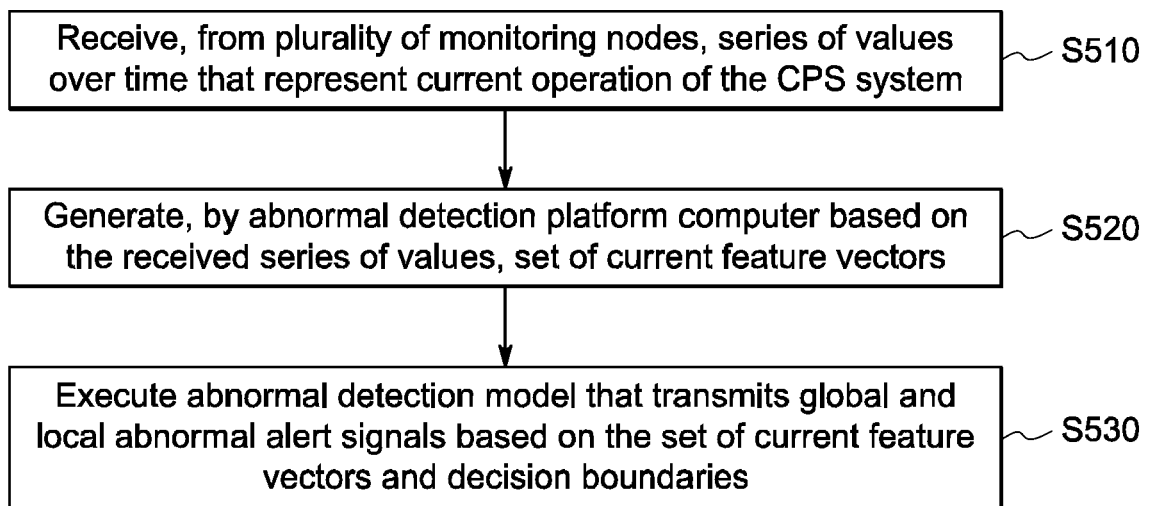 Receive, from plurality of monitoring nodes, series of values
over time that represent current operation of the CPS system
S510
Generate, by abnormal detection platform computer based on
the received series of values, set of current feature vectors
S520
Execute abnormal detection model that transmits global and
local abnormal alert signals based on the set of current feature
vectors and decision boundaries
S530